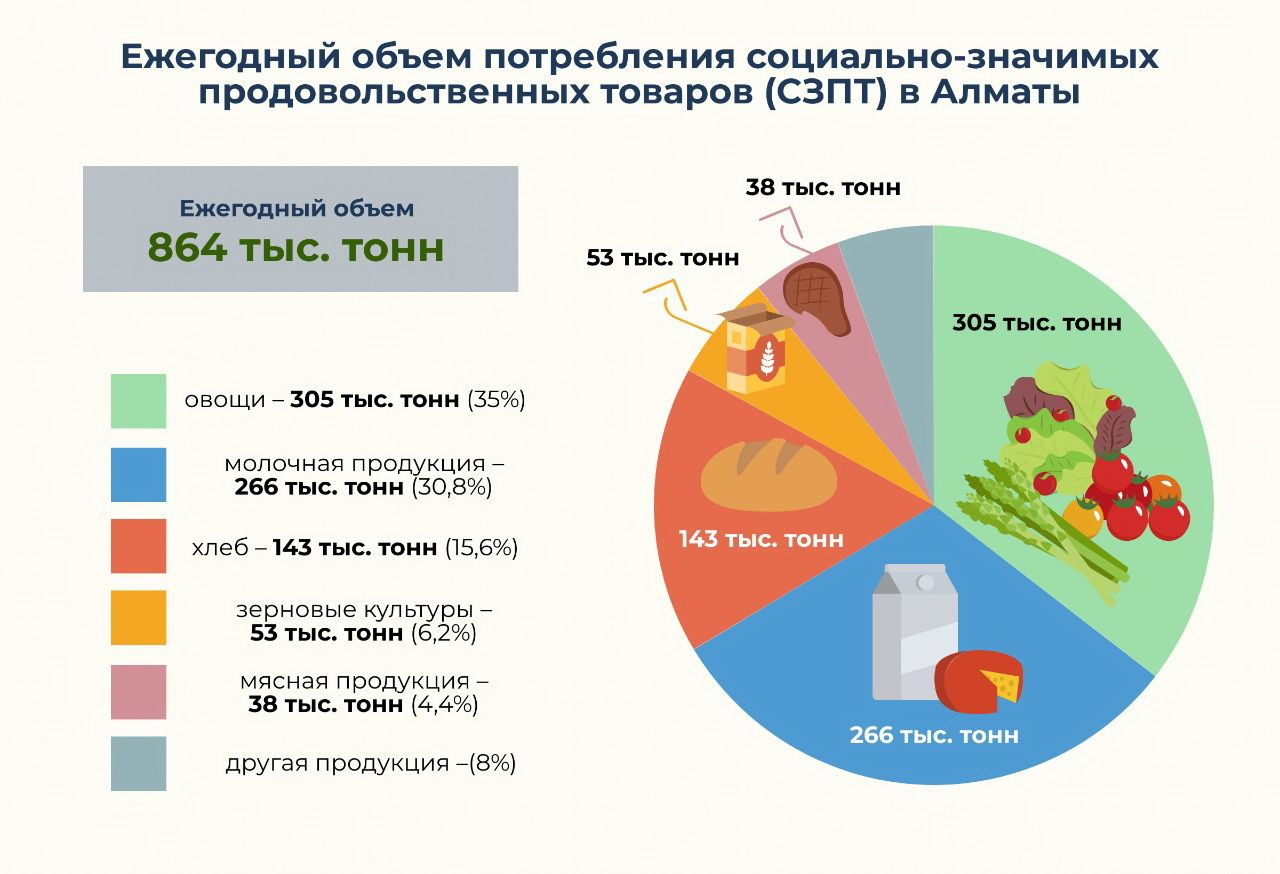 Ежегодный объем потребления социально-значимых
продовольственных товаров (СЗПТ) в Алматы
Ежегодный объем
864 тыс. тонн
овощи – 305 тыс. тонн (35%)
молочная продукция –
266 тыс. тонн (30,8%)
хлеб – 143 тыс. тонн (15,6%)
зерновые культуры –
53 тыс. тонн (6,2%)
мясная продукция –
38 тыс. тонн (4,4%)
другая продукция –(8%)
38 тыс. тонн
53 тыс. тонн
305 тыс. тонн
143 тыс. тонн
266 тыс. тонн